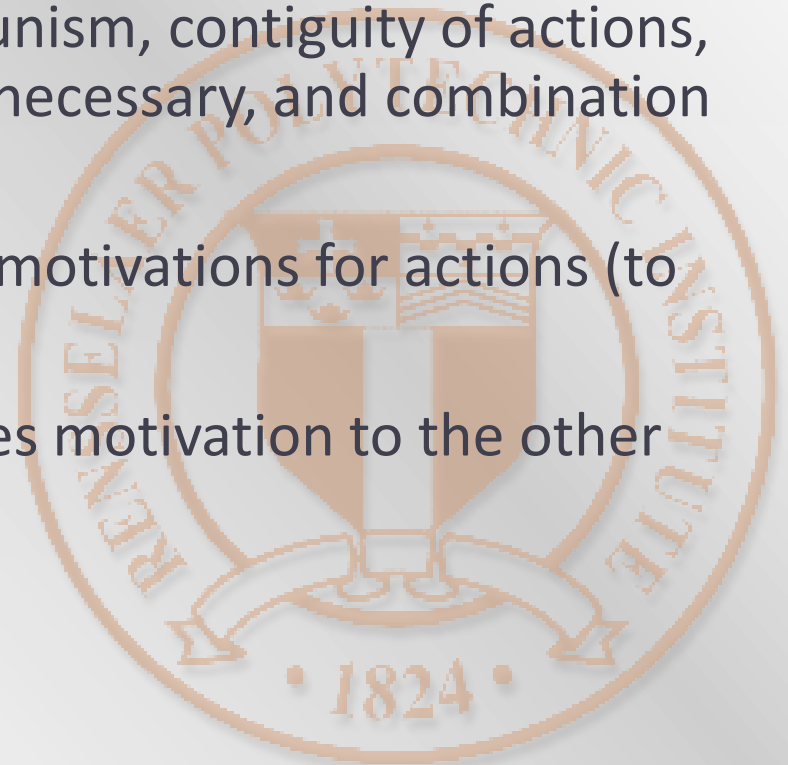 unism, contiguity of actions,
necessary, and combination
motivations for actions (to
es motivation to the other
RENSSELAER POLYTECHNIC INSTITUTE
• 1824 •